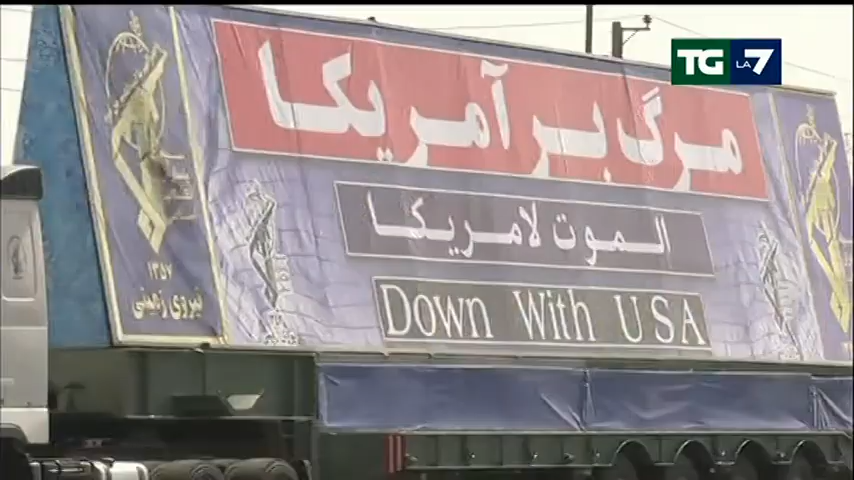 TG LA7
مرگ بر آمریکا
الموت لامریکا
Down With USA
۱۳۵۷
نیروی زمینی